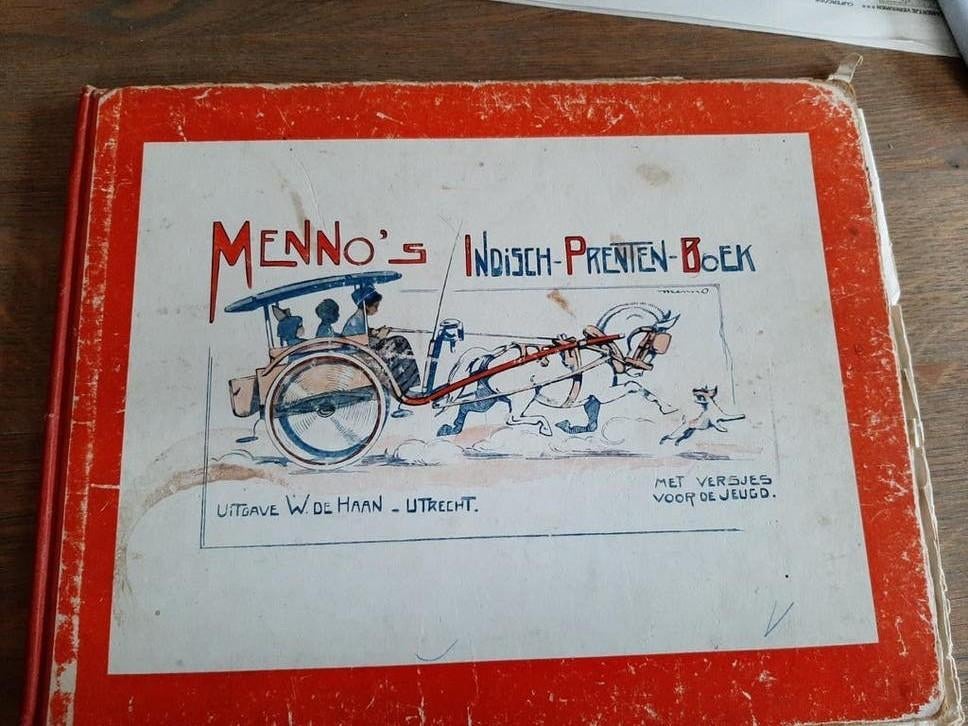 MENNO'S INDISCH-PRENTEN-BOEK
menno
MET VERSJES
VOOR DE JEUGD.
UITGAVE W. DE HAAN - UTRECHT.